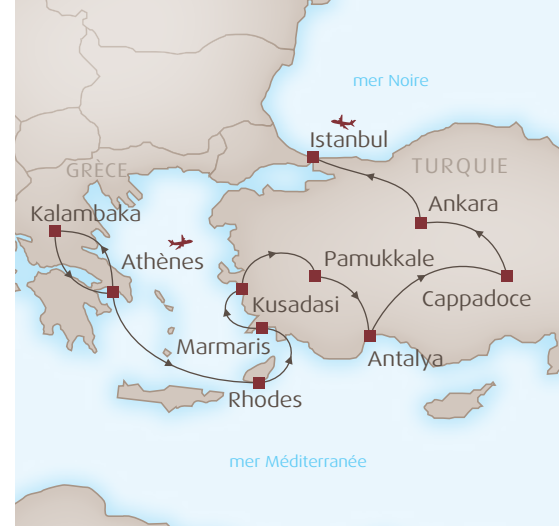 mer Noire
Istanbul
GRÈCE
TURQUIE
Kalambaka
Ankara
Athènes
Pamukkale
Kusadasi
Cappadoce
Marmaris
Antalya
Rhodes
mer Méditerranée